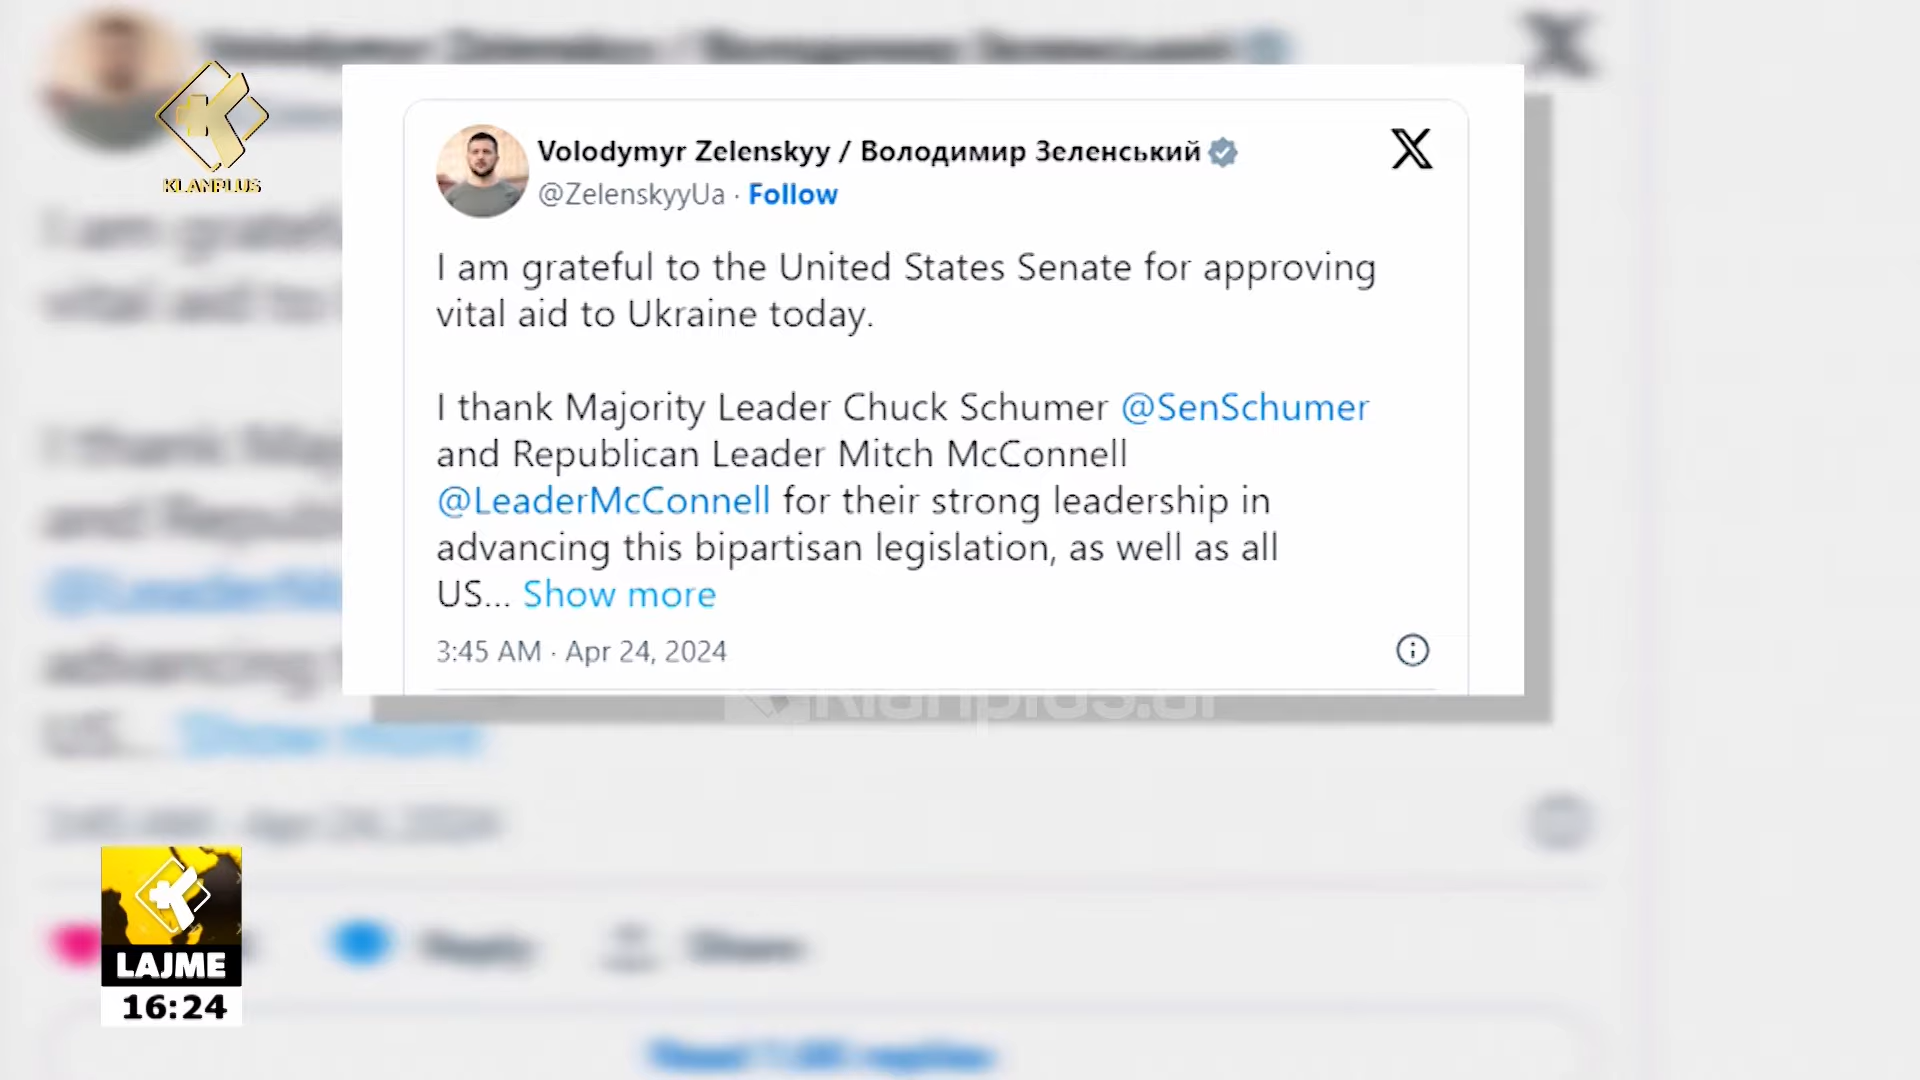 KLANPLUS
Volodymyr Zelenskyy / Володимир Зеленський
@ZelenskyyUa · Follow
I am grateful to the United States Senate for approving
vital aid to Ukraine today.
I thank Majority Leader Chuck Schumer @SenSchumer
and Republican Leader Mitch McConnell
@LeaderMcConnell for their strong leadership in
advancing this bipartisan legislation, as well as all
US... Show more
3:45 AM · Apr 24, 2024
Klanplus.al
LAJME
16:24